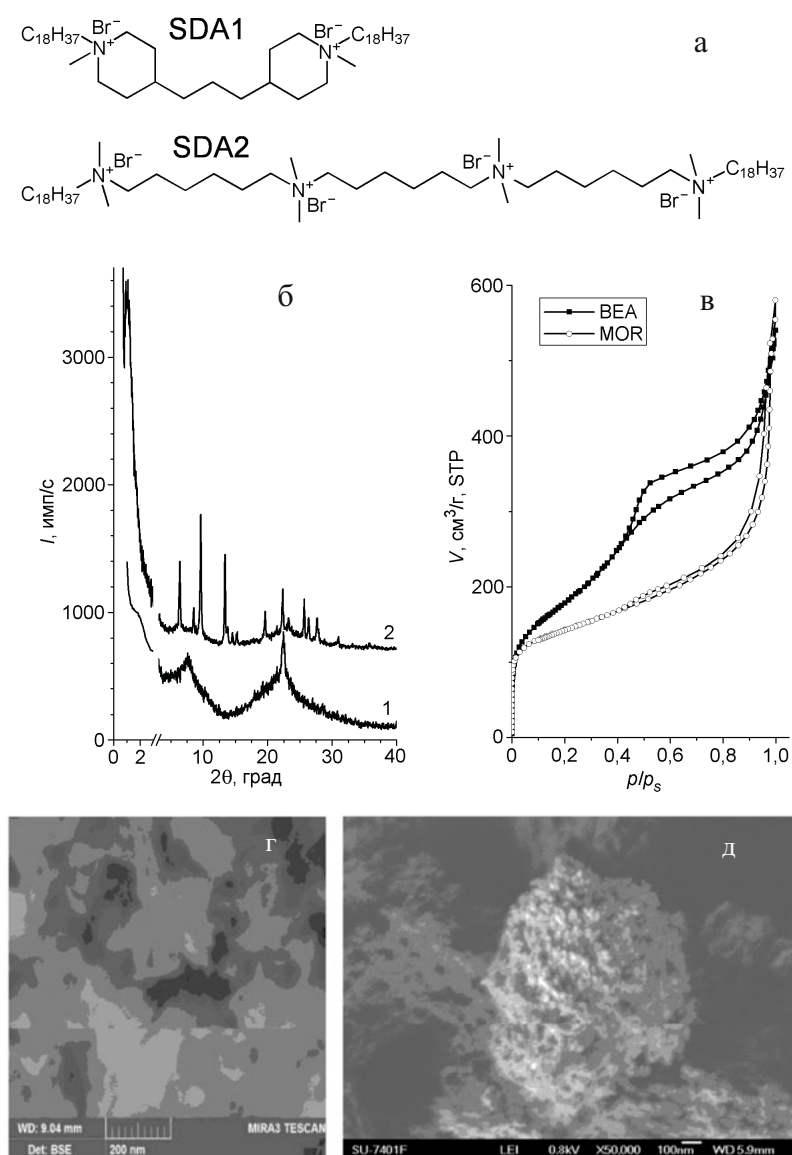 SDA1
а
C18H37
Br−
N+
Br−
N+
C18H37
SDA2
C18H37
Br−
N+
N+
Br−
Br−
N+
Br−
N+
C18H37
б
I, имп/с
3000
2000
1000
0
2
1
0 2 10 20 30 40
2θ, град
в
BEA
MOR
V, см³/г, STP
600
400
200
0
0 0,2 0,4 0,6 0,8 1,0
p/ps
г
WD: 9.04 mm
MIRA3 TESCAN
Det: BSE
200 nm
д
SU-7401F LEI 0.8kV X50,000 100nm WD 5.9mm